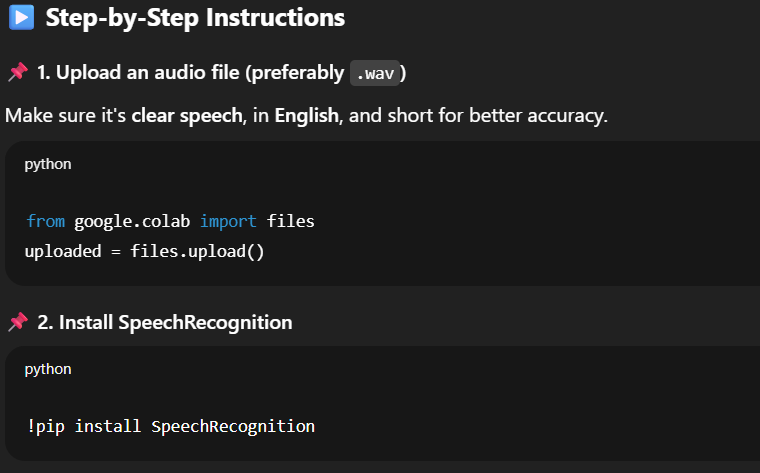 ▶️ Step-by-Step Instructions
📌 1. Upload an audio file (preferably .wav)
Make sure it's clear speech, in English, and short for better accuracy.
python
from google.colab import files
uploaded = files.upload()
📌 2. Install SpeechRecognition
python
!pip install SpeechRecognition